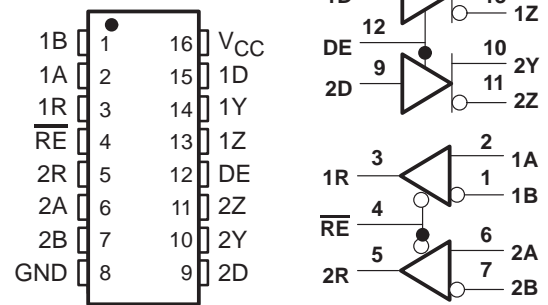 1B 1 16 VCC
1A 2 15 1D
1R 3 14 1Y
RE 4 13 1Z
2R 5 12 DE
2A 6 11 2Z
2B 7 10 2Y
GND 8 9 2D
1Z
12
DE
9
2D
10
2Y
11
2Z
3
1R
2
1A
1
1B
4
RE
5
2R
6
2A
7
2B